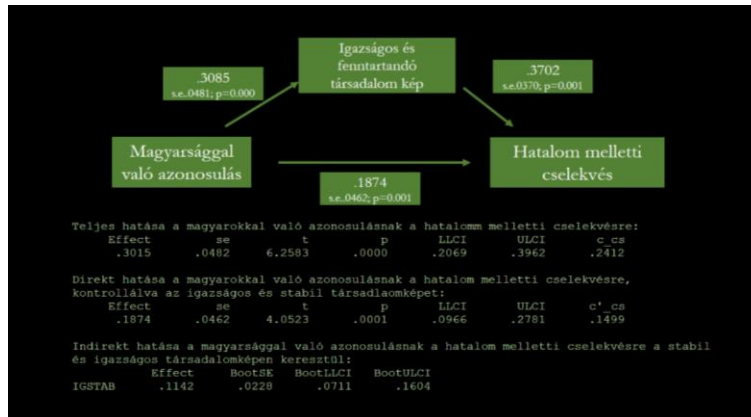 Igazságos és
fenntartandó
társadalom kép
.3085
s.e..0481; p=0.000
.3702
s.e.0370; p=0.001
Magyarsággal
való azonosulás
Hatalom melletti
cselekvés
.1874
s.e..0462; p=0.001
Teljes hatása a magyarokkal való azonosulásnak a hatalomm melletti cselekvésre:
Effect se t p LLCI ULCI c_cs
.3015 .0482 6.2583 .0000 .2069 .3962 .2412
Direkt hatása a magyarokkal való azonosulásnak a hatalom melletti cselekvésre,
kontrollálva az igazságos és stabil társadlaomképet:
Effect se t p LLCI ULCI c'_cs
.1874 .0462 4.0523 .0001 .0966 .2781 .1499
Indirekt hatása a magyarsággal való azonosulásnak a hatalom melletti cselekvésre a stabil
és igazságos társadalomképen keresztül:
Effect BootSE BootLLCI BootULCI
IGSTAB .1142 .0228 .0711 .1604